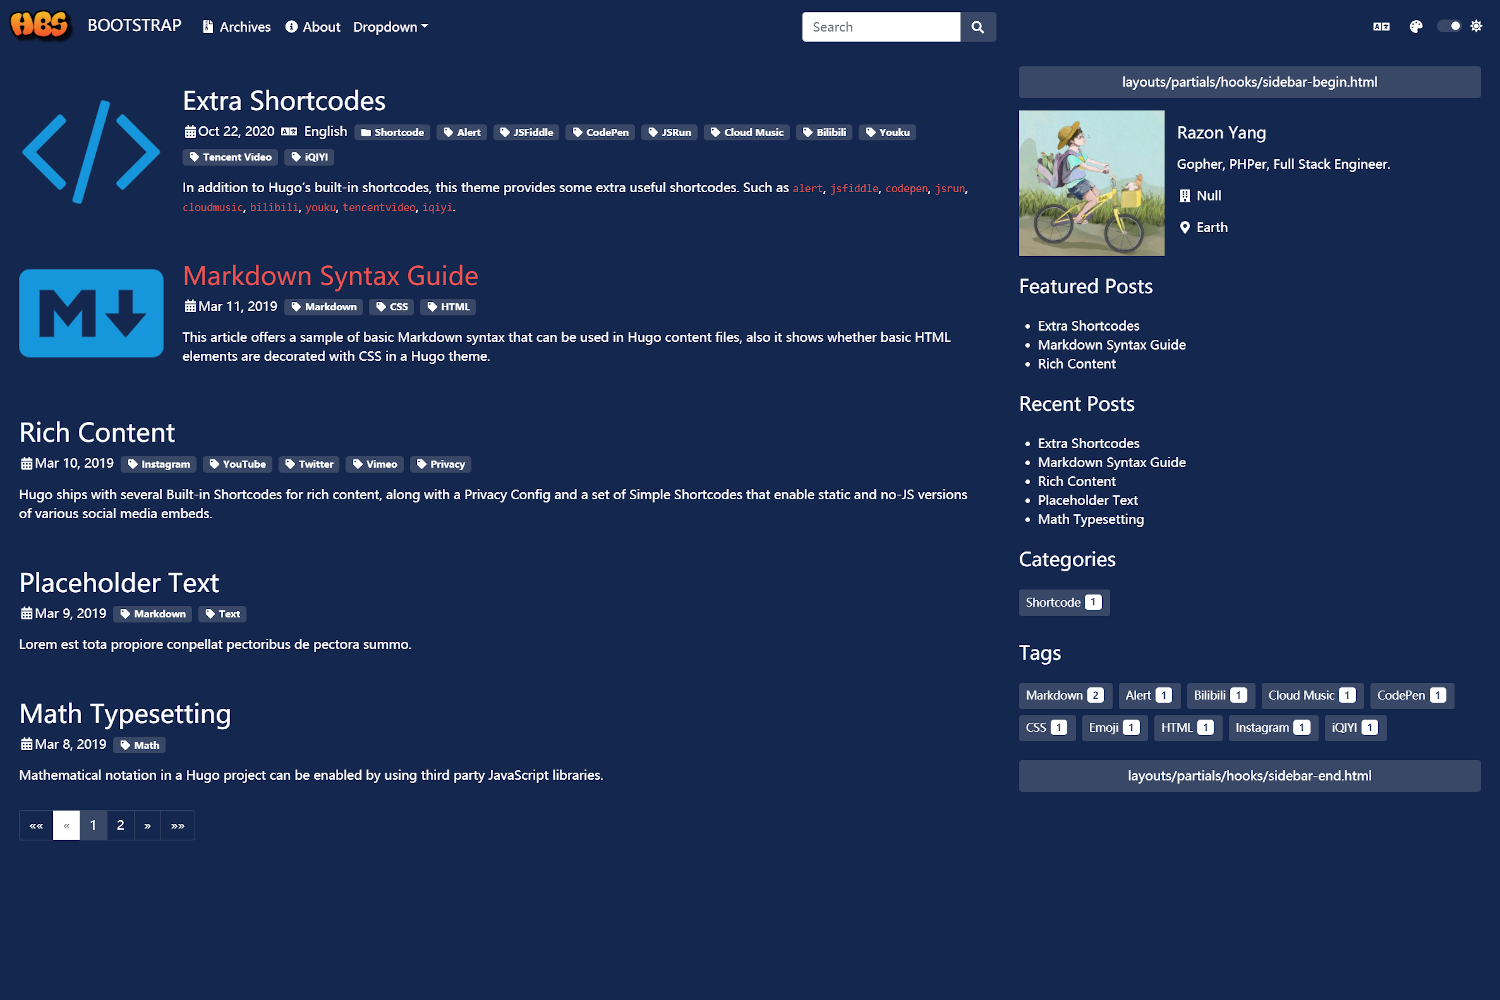 HBS BOOTSTRAP Archives About Dropdown Search
Extra Shortcodes
Oct 22, 2020 English Shortcode Alert JSFiddle CodePen JSRun Cloud Music Bilibili Youku
Tencent Video iQIYI
In addition to Hugo's built-in shortcodes, this theme provides some extra useful shortcodes. Such as alert, jsfiddle, codepen, jsrun,
cloudmusic, bilibili, youku, tencentvideo, iqiyi.
M
Markdown Syntax Guide
Mar 11, 2019 Markdown CSS HTML
This article offers a sample of basic Markdown syntax that can be used in Hugo content files, also it shows whether basic HTML
elements are decorated with CSS in a Hugo theme.
Rich Content
Mar 10, 2019 Instagram YouTube Twitter Vimeo Privacy
Hugo ships with several Built-in Shortcodes for rich content, along with a Privacy Config and a set of Simple Shortcodes that enable static and no-JS versions
of various social media embeds.
Placeholder Text
Mar 9, 2019 Markdown Text
Lorem est tota propiore conpellat pectoribus de pectora summo.
Math Typesetting
Mar 8, 2019 Math
Mathematical notation in a Hugo project can be enabled by using third party JavaScript libraries.
«« « 1 2 » »»
layouts/partials/hooks/sidebar-begin.html
Razon Yang
Gopher, PHPer, Full Stack Engineer.
Null
Earth
Featured Posts
• Extra Shortcodes
• Markdown Syntax Guide
• Rich Content
Recent Posts
• Extra Shortcodes
• Markdown Syntax Guide
• Rich Content
• Placeholder Text
• Math Typesetting
Categories
Shortcode 1
Tags
Markdown 2 Alert 1 Bilibili 1 Cloud Music 1 CodePen 1
CSS 1 Emoji 1 HTML 1 Instagram 1 iQIYI 1
layouts/partials/hooks/sidebar-end.html